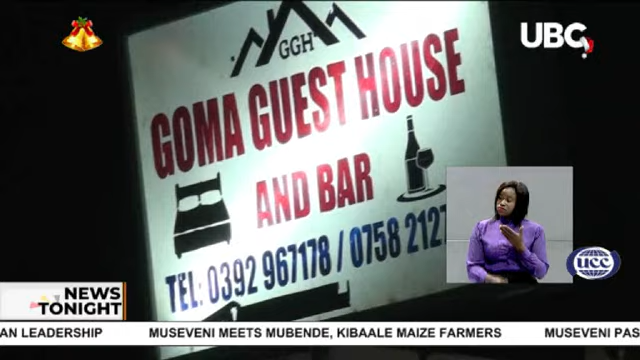 UBC
GGH
GOMA GUEST HOUSE
AND BAR
TEL: 0392 967178 / 0758 2127
ucc
NEWS
TONIGHT
AN LEADERSHIP MUSEVENI MEETS MUBENDE, KIBAALE MAIZE FARMERS MUSEVENI PAS